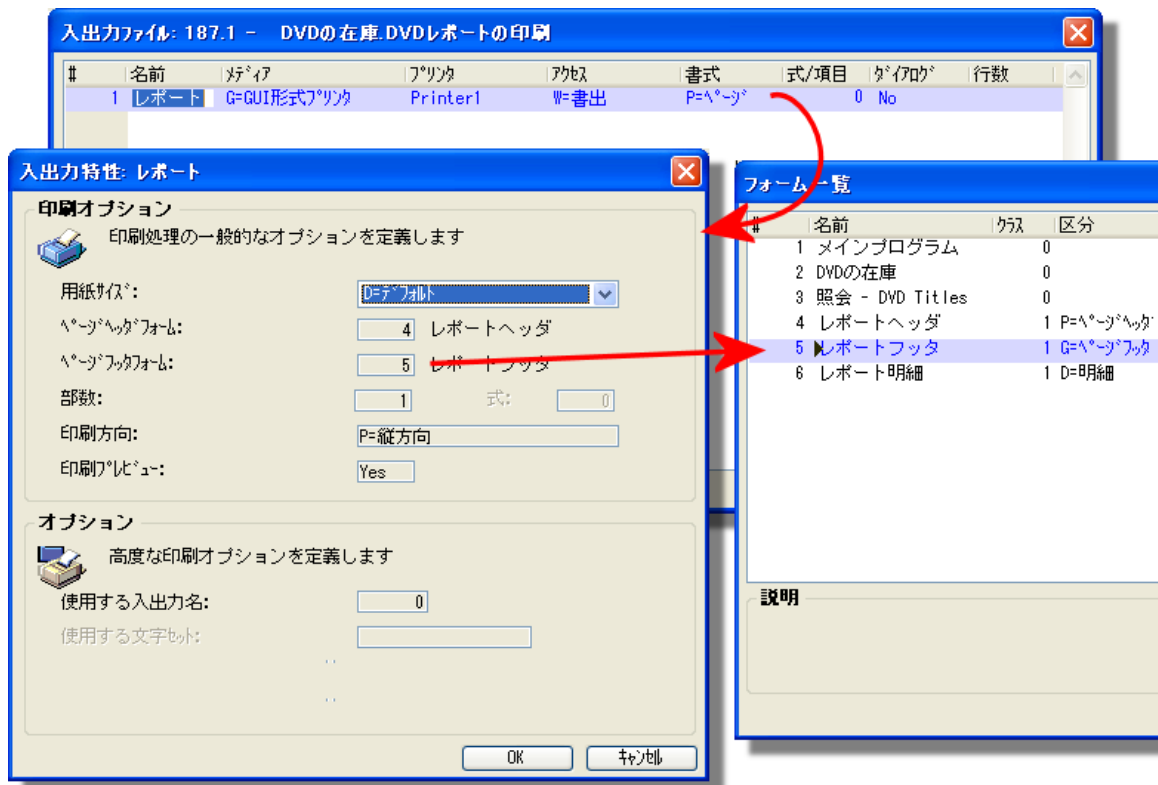 入出力ファイル: 187.1 - DVDの在庫.DVDレポートの印刷
# 名前 メディア プリンタ アクセス 書式 式/項目 ダイアログ 行数
1 レポート G=GUI形式プリンタ Printer1 W=書出 P=ページ 0 No
入出力特性: レポート
印刷オプション
印刷処理の一般的なオプションを定義します
用紙サイズ: D=デフォルト
ページヘッダフォーム: 4 レポートヘッダ
ページフッタフォーム: 5 レポートフッタ
部数: 1 式: 0
印刷方向: P=縦方向
印刷プレビュー: Yes
オプション
高度な印刷オプションを定義します
使用する入出力名: 0
使用する文字セット:
OK キャンセル
フォーム一覧
# 名前 クラス 区分
1 メインプログラム 0
2 DVDの在庫 0
3 照会 - DVD Titles 0
4 レポートヘッダ 1 P=ページヘッダ
5 レポートフッタ 1 G=ページフッタ
6 レポート明細 1 D=明細
説明